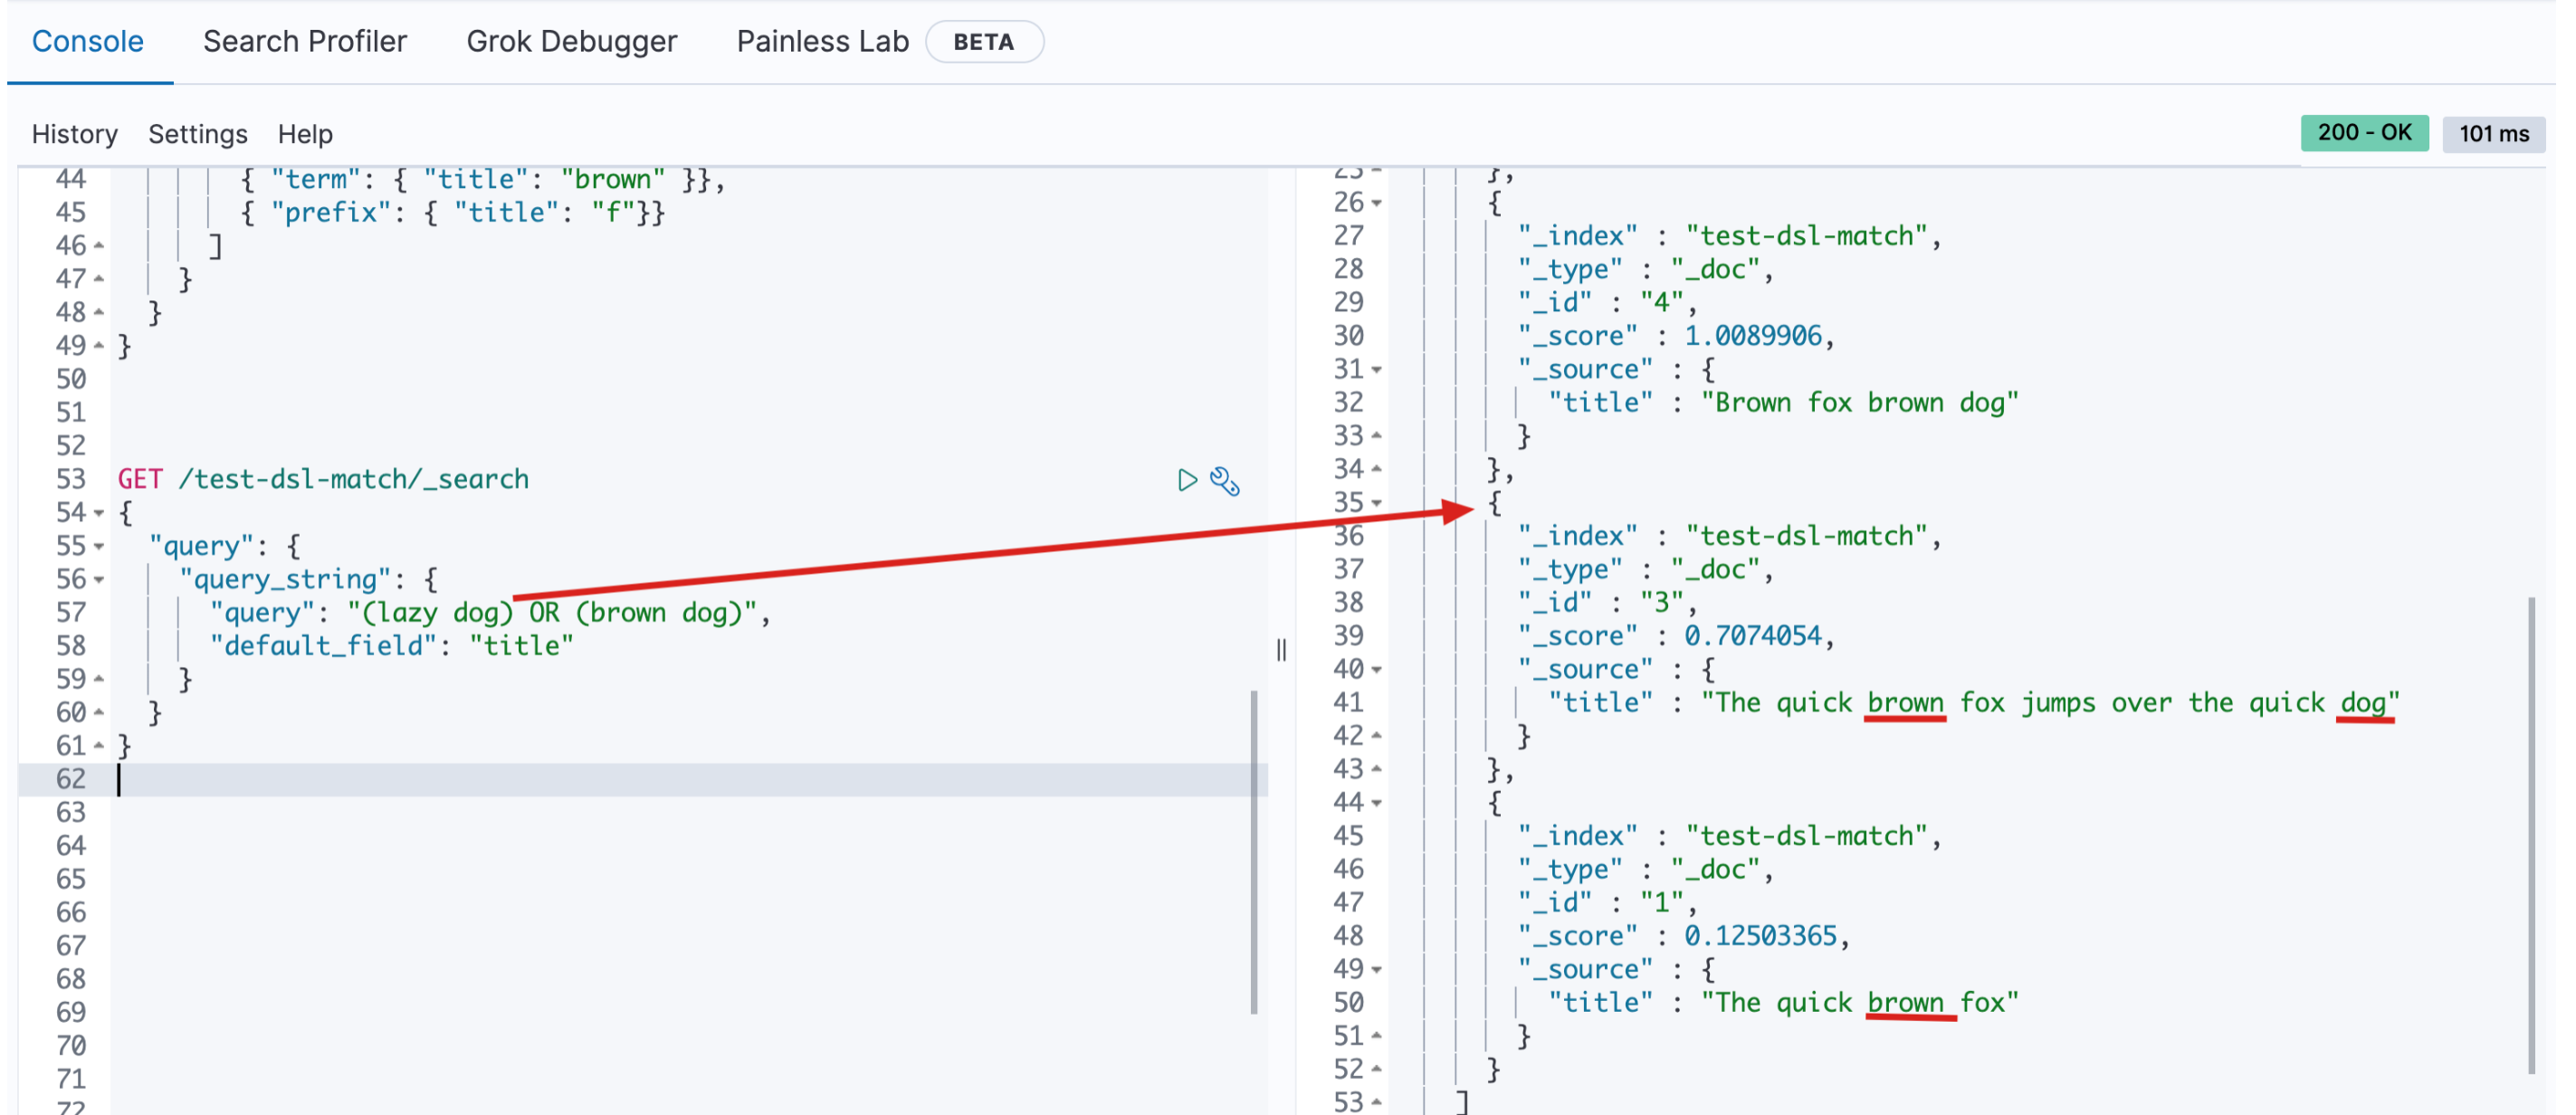 Console Search Profiler Grok Debugger Painless Lab BETA
History Settings Help
200 - OK 101 ms
44 { "term": { "title": "brown" }},
45 { "prefix": { "title": "f"}}
46 ]
47 }
48 }
49 }
50
51
52
53 GET /test-dsl-match/_search
54 {
55 "query": {
56 "query_string": {
57 "query": "(lazy dog) OR (brown dog)",
58 "default_field": "title"
59 }
60 }
61 }
62
63
64
65
66
67
68
69
70
71
72
25 },
26 {
27 "_index" : "test-dsl-match",
28 "_type" : "_doc",
29 "_id" : "4",
30 "_score" : 1.0089906,
31 "_source" : {
32 "title" : "Brown fox brown dog"
33 }
34 },
35 {
36 "_index" : "test-dsl-match",
37 "_type" : "_doc",
38 "_id" : "3",
39 "_score" : 0.7074054,
40 "_source" : {
41 "title" : "The quick brown fox jumps over the quick dog"
42 }
43 },
44 {
45 "_index" : "test-dsl-match",
46 "_type" : "_doc",
47 "_id" : "1",
48 "_score" : 0.12503365,
49 "_source" : {
50 "title" : "The quick brown fox"
51 }
52 }
53 ]